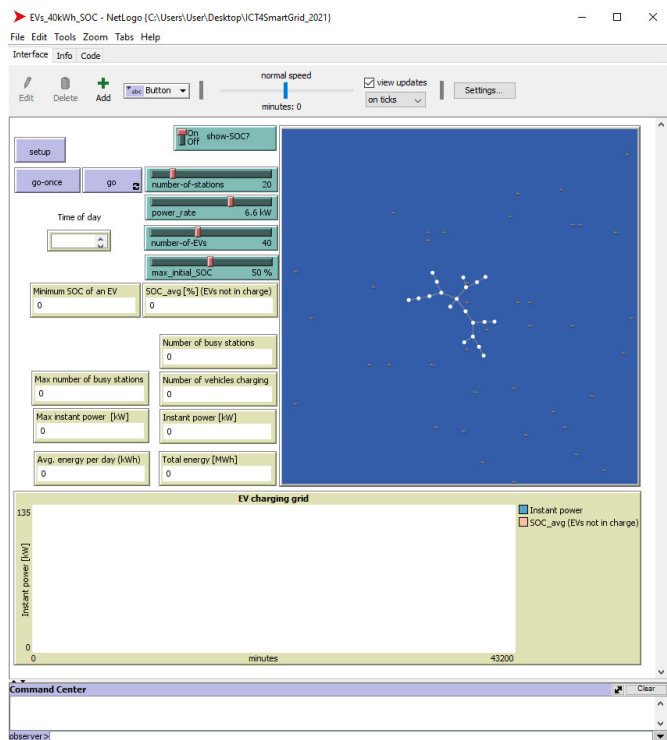 EVs_40kWh_SOC - NetLogo {C:\Users\User\Desktop\ICT4SmartGrid_2021}
File Edit Tools Zoom Tabs Help
Interface Info Code
Edit Delete Add abc Button normal speed view updates on ticks Settings...
minutes: 0
On
Off show-SOC?
setup
go-once go number-of-stations 20
power_rate 6.6 kW
Time of day
number-of-EVs 40
max_initial_SOC 50 %
Minimum SOC of an EV SOC_avg [%] (EVs not in charge)
0 0
Number of busy stations
0
Max number of busy stations Number of vehicles charging
0 0
Max instant power [kW] Instant power [kW]
0 0
Avg. energy per day (kWh) Total energy [MWh]
0 0
EV charging grid
135
Instant power [kW]
0
0 minutes 43200
Instant power
SOC_avg (EVs not in charge)
Command Center Clear
observer>